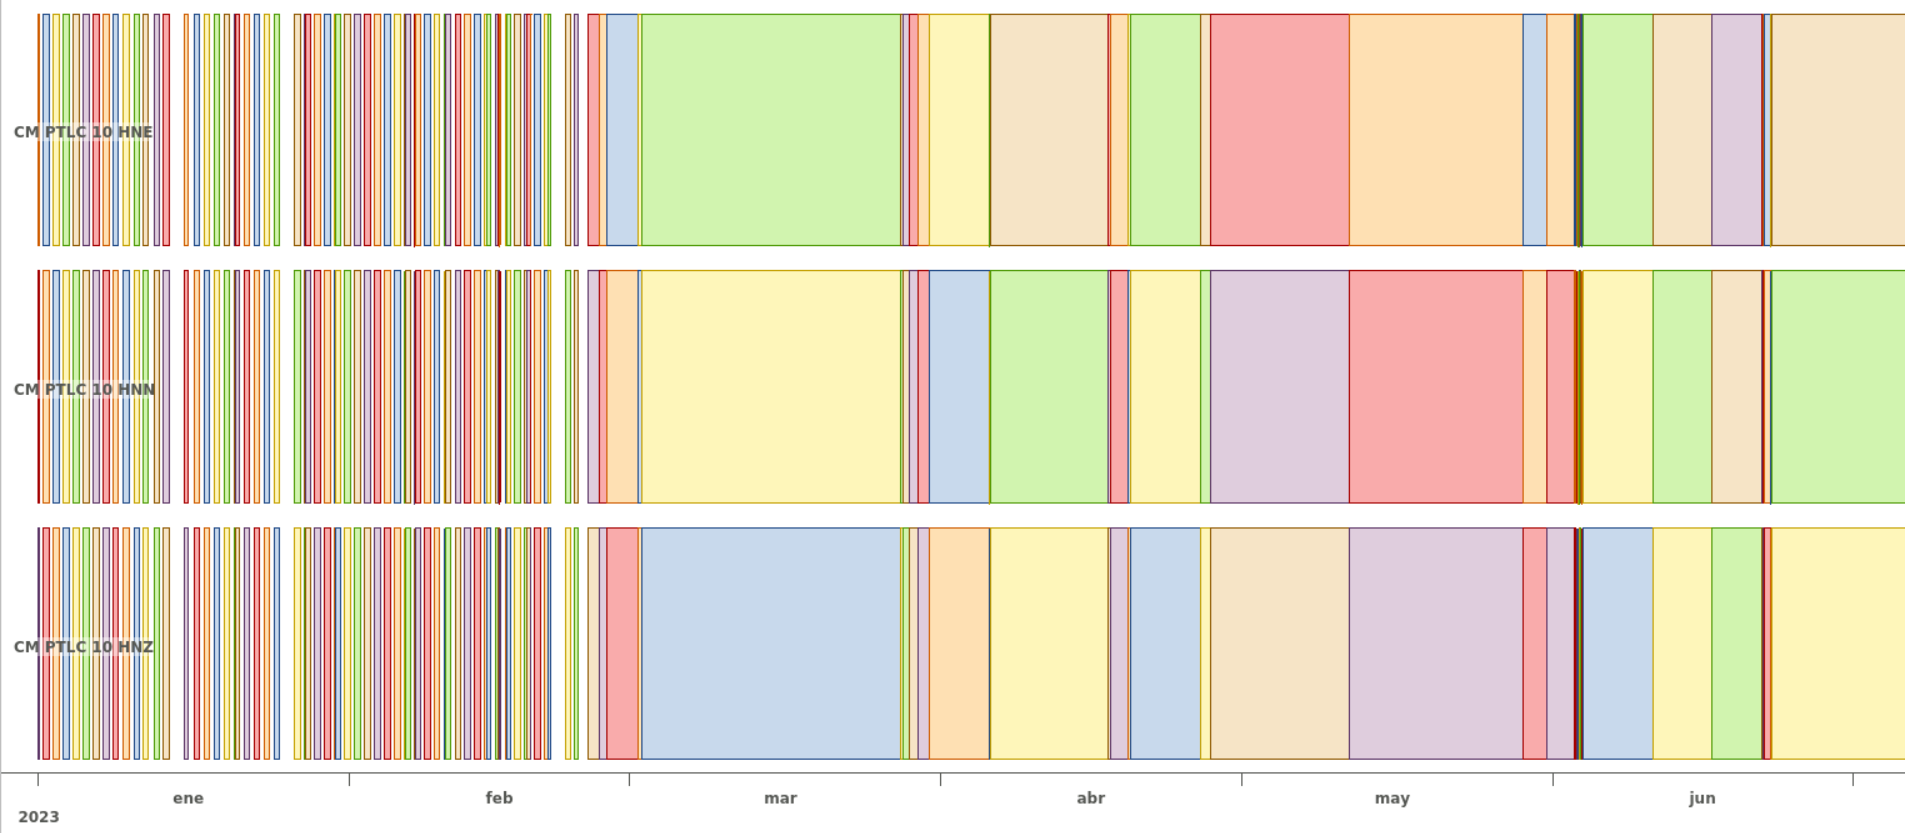 CM PTLC 10 HNE
CM PTLC 10 HNN
CM PTLC 10 HNZ
ene feb mar abr may jun
2023